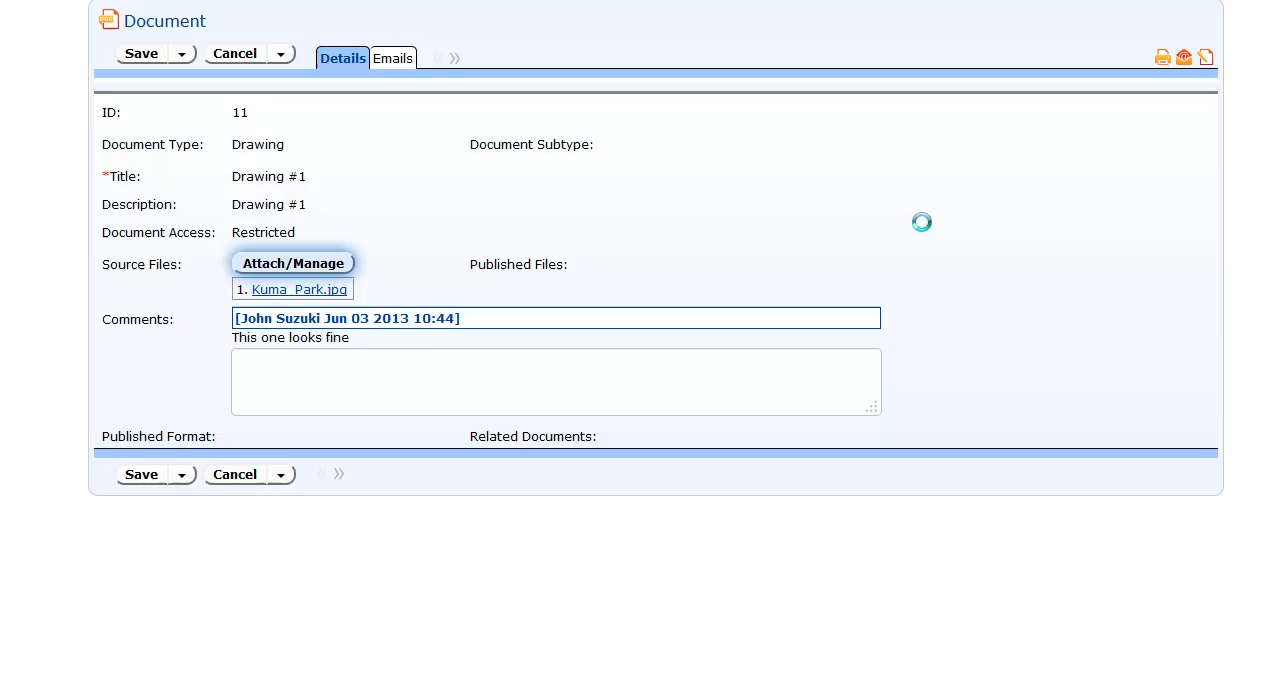 Document
Save Cancel Details Emails
ID: 11
Document Type: Drawing Document Subtype:
*Title: Drawing #1
Description: Drawing #1
Document Access: Restricted
Source Files: Attach/Manage Published Files:
1. Kuma_Park.jpg
Comments: [John Suzuki Jun 03 2013 10:44]
This one looks fine
Published Format: Related Documents:
Save Cancel